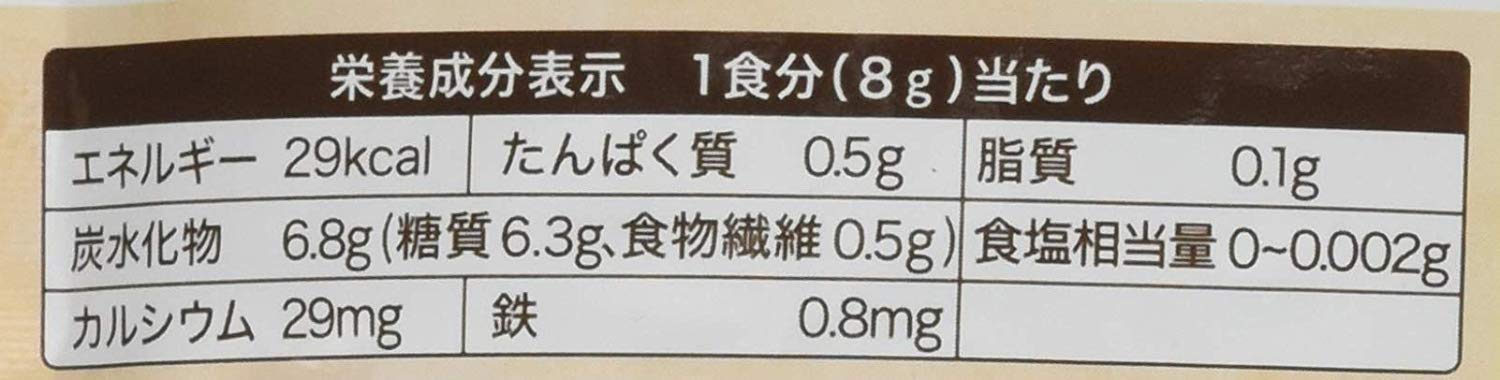 栄養成分表示 1食分(8g)当たり
エネルギー 29kcal たんぱく質 0.5g 脂質 0.1g
炭水化物 6.8g(糖質6.3g、食物繊維0.5g) 食塩相当量 0~0.002g
カルシウム 29mg 鉄 0.8mg